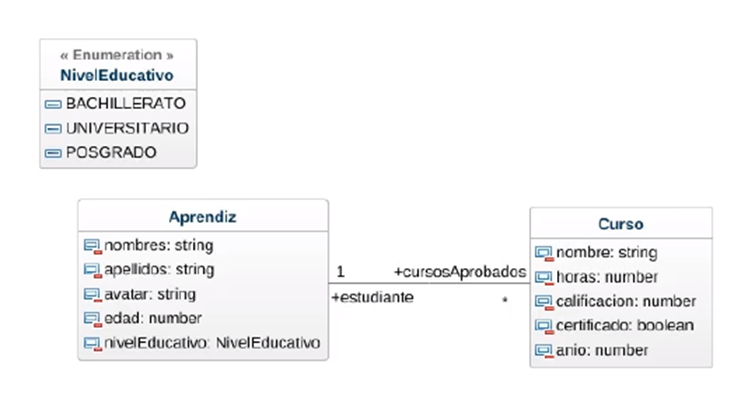 « Enumeration »
NivelEducativo
BACHILLERATO
UNIVERSITARIO
POSGRADO
Aprendiz
nombres: string
apellidos: string
avatar: string
edad: number
nivelEducativo: NivelEducativo
1
+cursosAprobados
+estudiante
*
Curso
nombre: string
horas: number
calificacion: number
certificado: boolean
anio: number